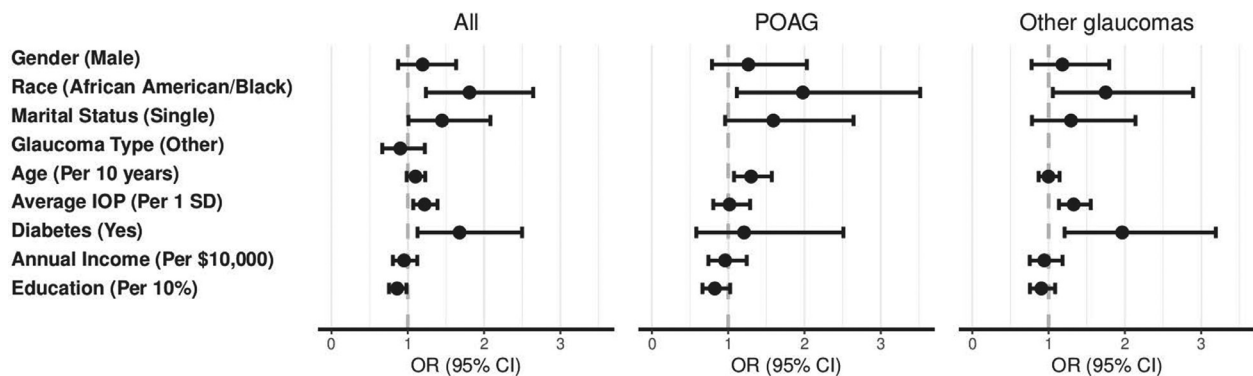 All POAG Other glaucomas
Gender (Male)
Race (African American/Black)
Marital Status (Single)
Glaucoma Type (Other)
Age (Per 10 years)
Average IOP (Per 1 SD)
Diabetes (Yes)
Annual Income (Per $10,000)
Education (Per 10%)
0 1 2 3 0 1 2 3 0 1 2 3
OR (95% CI) OR (95% CI) OR (95% CI)